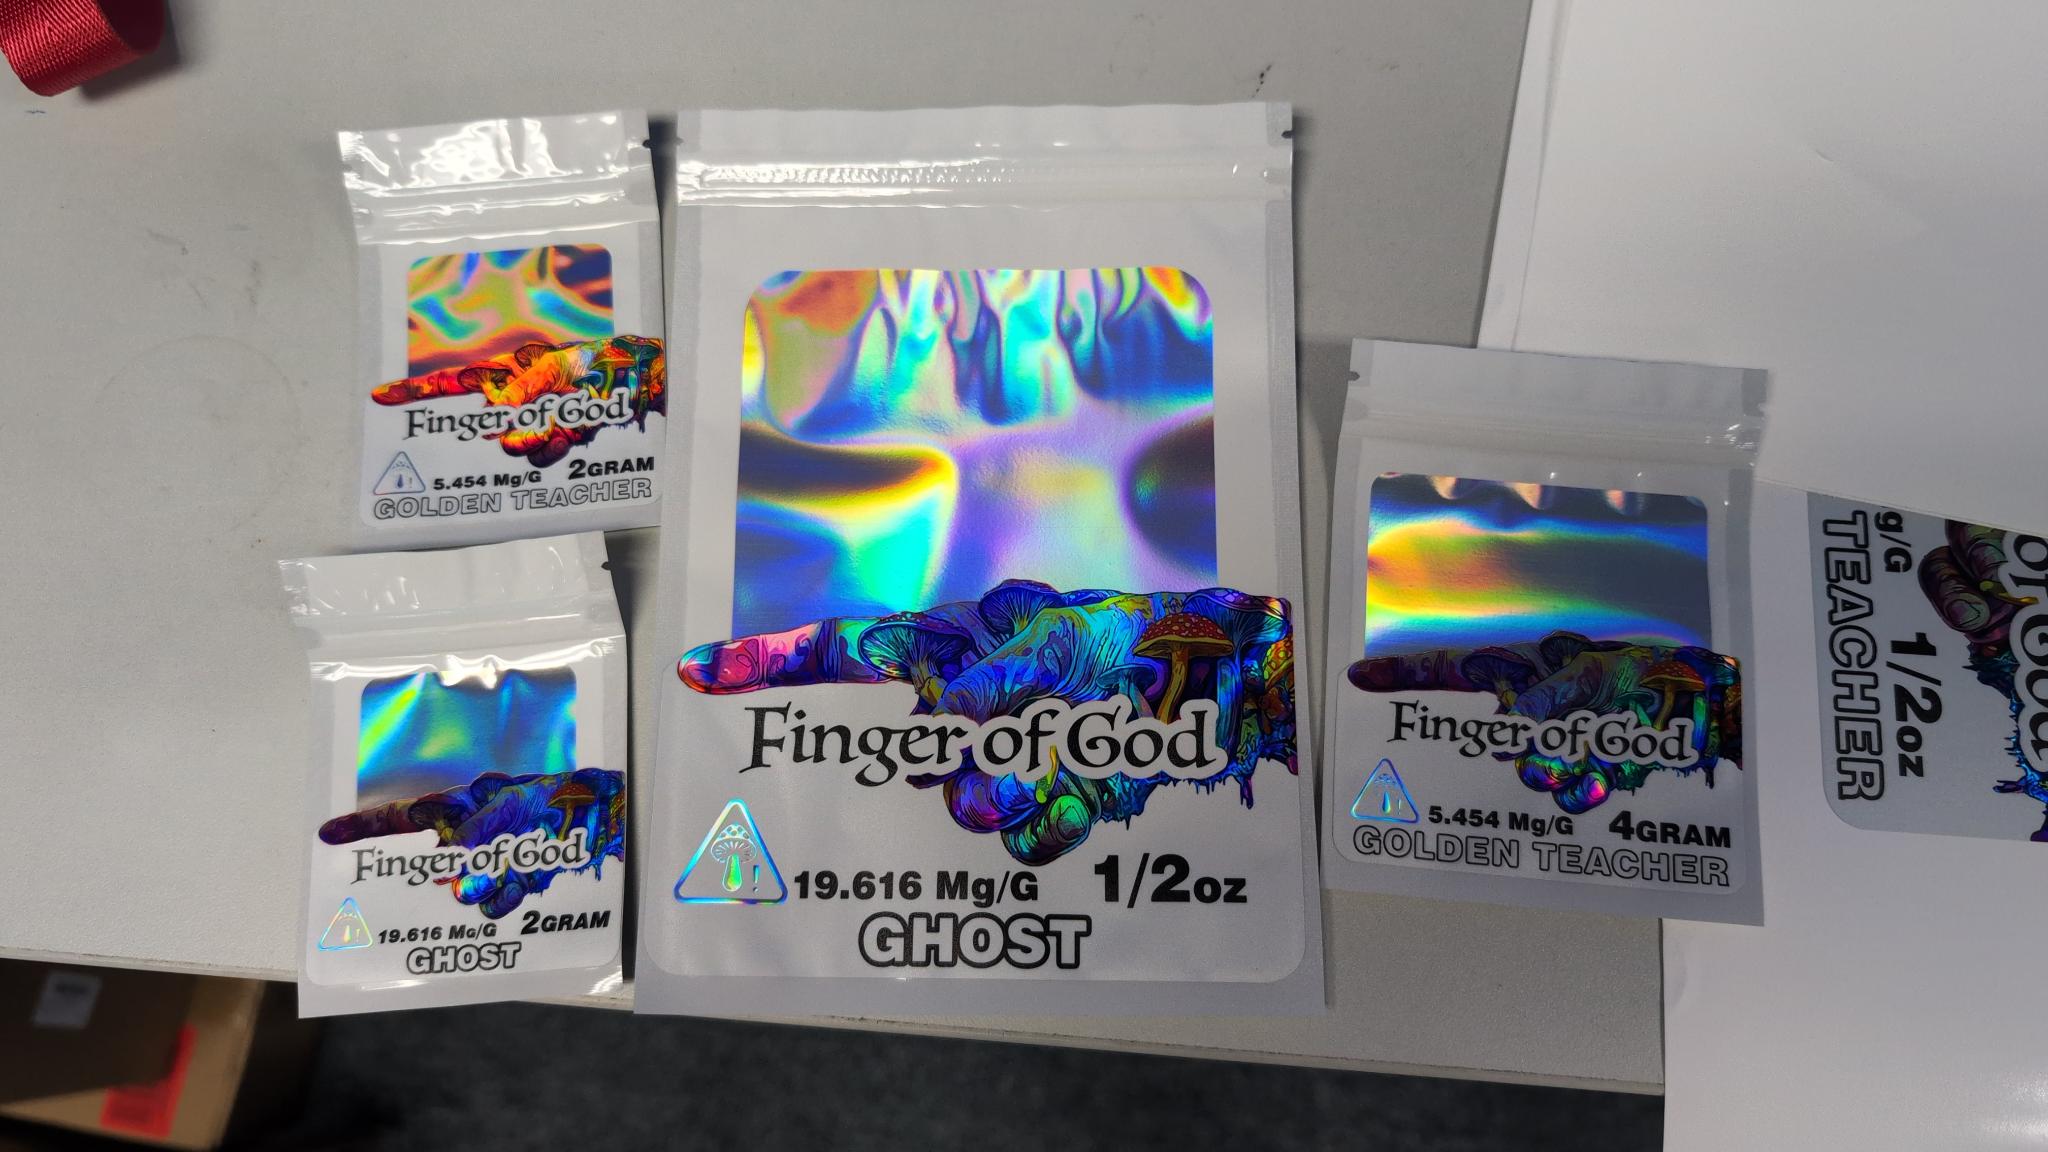 Finger of God
5.454 Mg/G 2GRAM
GOLDEN TEACHER
Finger of God
19.616 Mg/G 2GRAM
GHOST
Finger of God
19.616 Mg/G 1/2oz
GHOST
Finger of God
5.454 Mg/G 4GRAM
GOLDEN TEACHER
of God
g/G 1/2oz
TEACHER